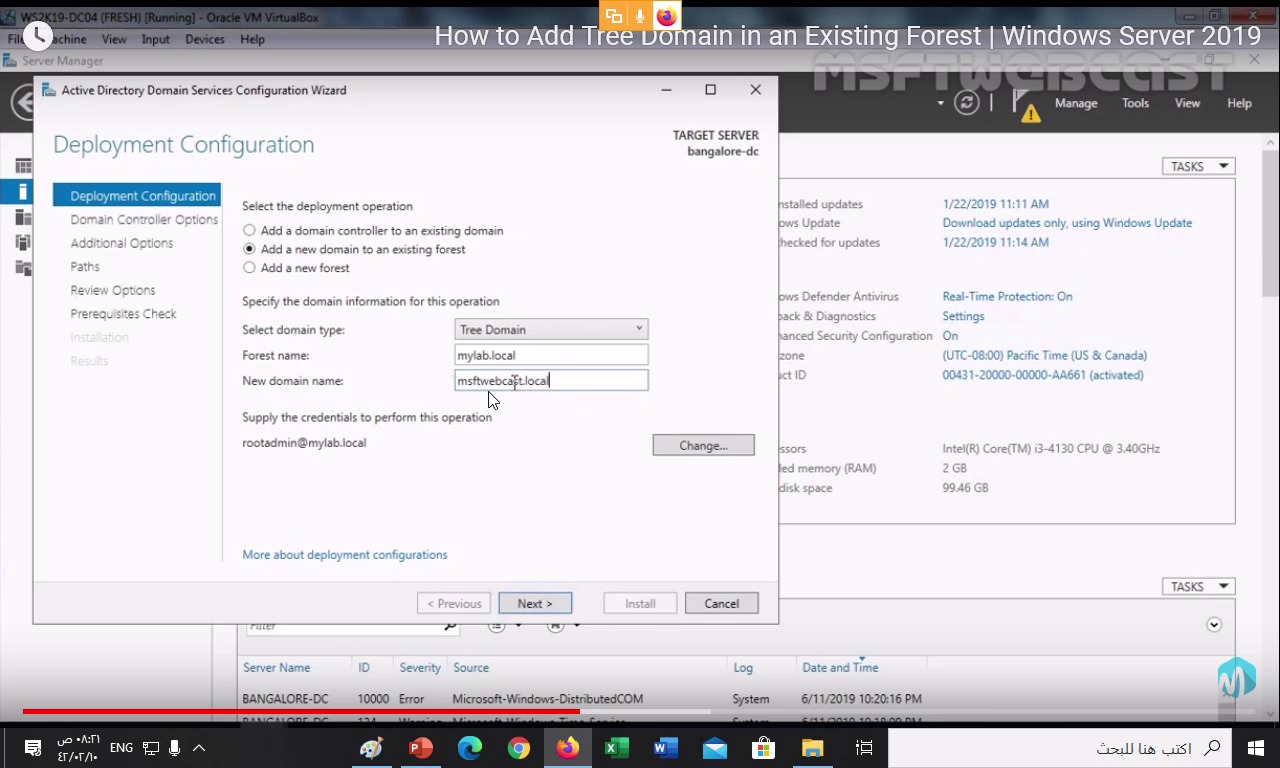 WS2K19-DC04 (FRESH) [Running] - Oracle VM VirtualBox
Machine View Input Devices Help
How to Add Tree Domain in an Existing Forest | Windows Server 2019
Server Manager
MSFTWEBCAST
Manage Tools View Help
Active Directory Domain Services Configuration Wizard
Deployment Configuration
TARGET SERVER
bangalore-dc
Deployment Configuration
Domain Controller Options
Additional Options
Paths
Review Options
Prerequisites Check
Installation
Results
Select the deployment operation
Add a domain controller to an existing domain
Add a new domain to an existing forest
Add a new forest
Specify the domain information for this operation
Select domain type: Tree Domain
Forest name: mylab.local
New domain name: msftwebcast.local
Supply the credentials to perform this operation
rootadmin@mylab.local Change...
More about deployment configurations
< Previous Next > Install Cancel
TASKS
updates 1/22/2019 11:11 AM
Update Download updates only, using Windows Update
for updates 1/22/2019 11:14 AM
Defender Antivirus Real-Time Protection: On
& Diagnostics Settings
Security Configuration On
(UTC-08:00) Pacific Time (US & Canada)
ID 00431-20000-00000-AA661 (activated)
Intel(R) Core(TM) i3-4130 CPU @ 3.40GHz
memory (RAM) 2 GB
disk space 99.46 GB
TASKS
Filter
Server Name ID Severity Source Log Date and Time
BANGALORE-DC 10000 Error Microsoft-Windows-DistributedCOM System 6/11/2019 10:20:16 PM
٠٨:٢١ ص
ENG
٤٢/٠٢/١٠
اكتب هنا للبحث